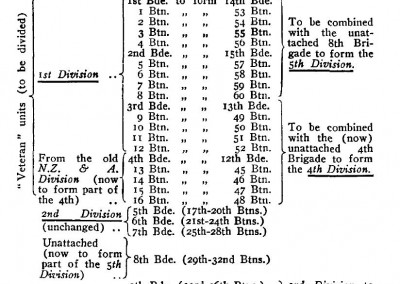 1st Bde. to form 14th Bde.
1 Btn. „ „ 53 Btn.
2 Btn. „ „ 54 Btn.
3 Btn. „ „ 55 Btn.
4 Btn. „ „ 56 Btn.
2nd Bde. „ „ 15th Bde.
5 Btn. „ „ 57 Btn.
6 Btn. „ „ 58 Btn.
7 Btn. „ „ 59 Btn.
8 Btn. „ „ 60 Btn.
1st Division ..
3rd Bde. „ „ 13th Bde.
9 Btn. „ „ 49 Btn.
10 Btn. „ „ 50 Btn.
11 Btn. „ „ 51 Btn.
12 Btn. „ „ 52 Btn.
To be combined
with the unat-
tached 8th Bri-
gade to form the
5th Division.
"Veteran" units (to be divided)
From the old
N.Z. & A.
Division (now
to form part of
the 4th) ..
4th Bde. „ „ 12th Bde.
13 Btn. „ „ 45 Btn.
14 Btn. „ „ 46 Btn.
15 Btn. „ „ 47 Btn.
16 Btn. „ „ 48 Btn.
To be combined
with the (now)
unattached 4th
Brigade to form
the 4th Division.
2nd Division
(unchanged) ..
5th Bde. (17th-20th Btns.)
6th Bde. (21st-24th Btns.)
7th Bde. (25th-28th Btns.)
Unattached
(now to form
part of the 5th
Division) ..
8th Bde. (29th-32nd Btns.)